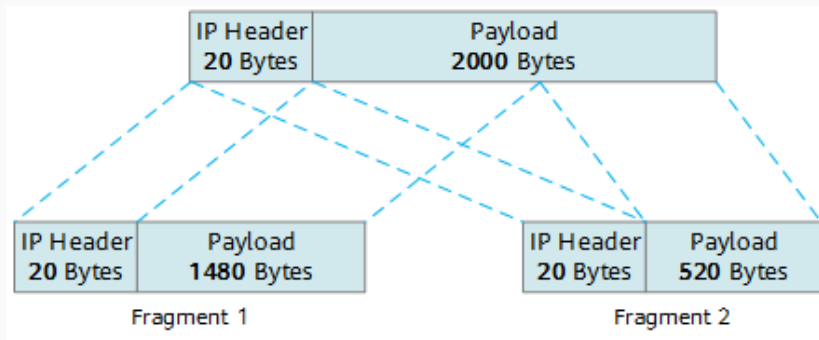 IP Header
20 Bytes
Payload
2000 Bytes
IP Header
20 Bytes
Payload
1480 Bytes
IP Header
20 Bytes
Payload
520 Bytes
Fragment 1
Fragment 2